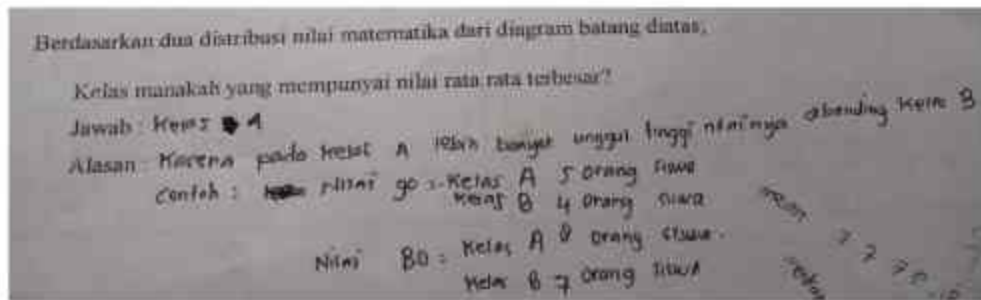 Berdasarkan dua distribusi nilai matematika dari diagram batang diatas,
Kelas manakah yang mempunyai nilai rata rata terbesar?
Jawab : Kelas A
Alasan : Karena pada kelas A lebih banyak unggul tinggi nilainya dbanding kelas B
Contoh : Nilai 90 : - Kelas A 5 orang siswa
Kelas B 4 orang siswa
Nilai 80 : Kelas A 8 orang siswa.
Kelas B 7 orang siswa